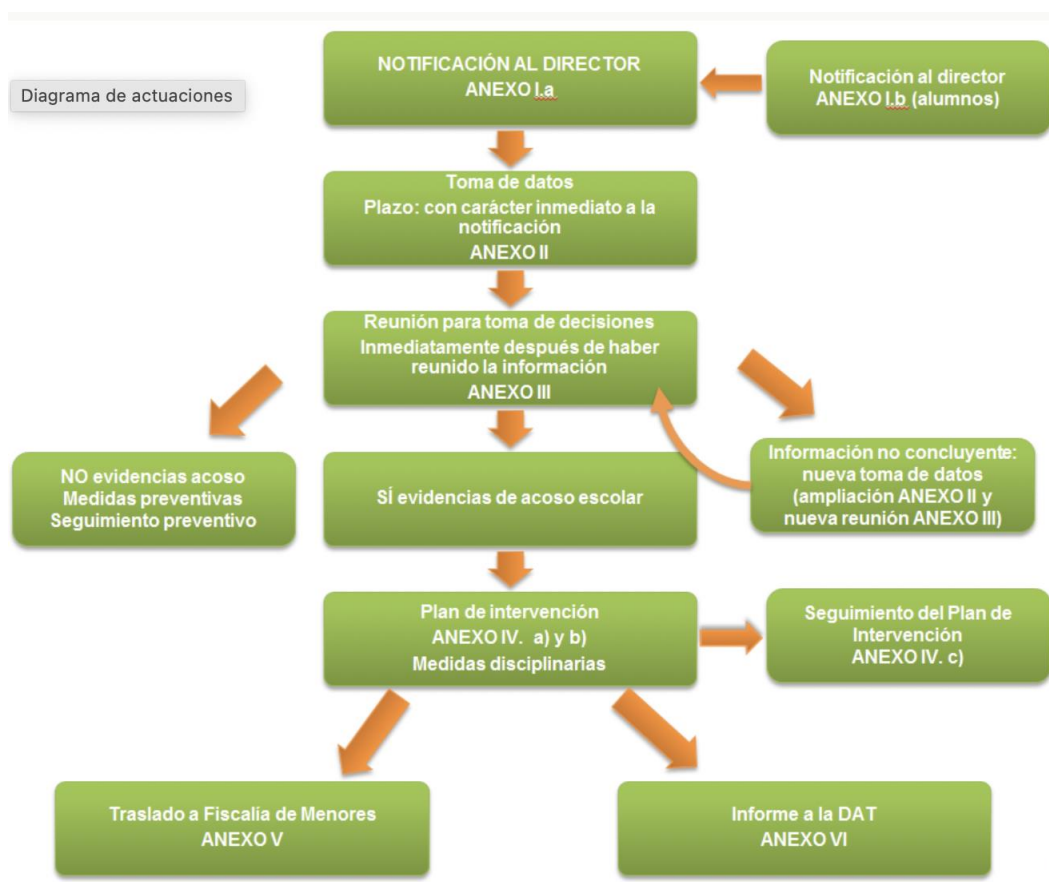 NOTIFICACIÓN AL DIRECTOR
ANEXO I.a
Notificación al director
ANEXO I.b (alumnos)
Diagrama de actuaciones
Toma de datos
Plazo: con carácter inmediato a la
notificación
ANEXO II
Reunión para toma de decisiones
Inmediatamente después de haber
reunido la información
ANEXO III
NO evidencias acoso
Medidas preventivas
Seguimiento preventivo
SÍ evidencias de acoso escolar
Información no concluyente:
nueva toma de datos
(ampliación ANEXO II y
nueva reunión ANEXO III)
Plan de intervención
ANEXO IV. a) y b)
Medidas disciplinarias
Seguimiento del Plan de
Intervención
ANEXO IV. c)
Traslado a Fiscalía de Menores
ANEXO V
Informe a la DAT
ANEXO VI